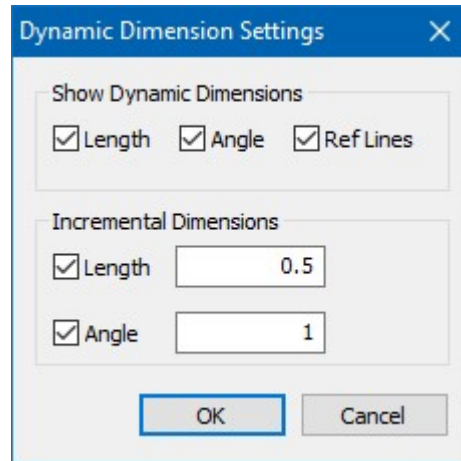 Dynamic Dimension Settings
Show Dynamic Dimensions
Length Angle Ref Lines
Incremental Dimensions
Length 0.5
Angle 1
OK Cancel